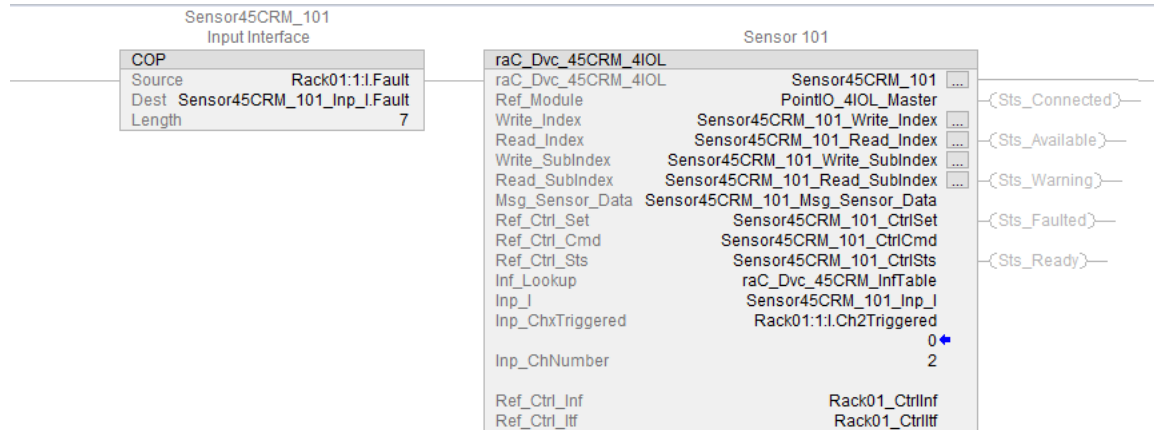 Sensor45CRM_101
Input Interface
COP
Source Rack01:1:I.Fault
Dest Sensor45CRM_101_Inp_I.Fault
Length 7
Sensor 101
raC_Dvc_45CRM_4IOL
raC_Dvc_45CRM_4IOL Sensor45CRM_101 ...
Ref_Module PointIO_4IOL_Master
Write_Index Sensor45CRM_101_Write_Index ...
Read_Index Sensor45CRM_101_Read_Index ...
Write_SubIndex Sensor45CRM_101_Write_SubIndex ...
Read_SubIndex Sensor45CRM_101_Read_SubIndex ...
Msg_Sensor_Data Sensor45CRM_101_Msg_Sensor_Data
Ref_Ctrl_Set Sensor45CRM_101_CtrlSet
Ref_Ctrl_Cmd Sensor45CRM_101_CtrlCmd
Ref_Ctrl_Sts Sensor45CRM_101_CtrlSts
Inf_Lookup raC_Dvc_45CRM_InfTable
Inp_I Sensor45CRM_101_Inp_I
Inp_ChxTriggered Rack01:1:I.Ch2Triggered
0
Inp_ChNumber 2
Ref_Ctrl_Inf Rack01_CtrlInf
Ref_Ctrl_Itf Rack01_CtrlItf
(Sts_Connected)
(Sts_Available)
(Sts_Warning)
(Sts_Faulted)
(Sts_Ready)